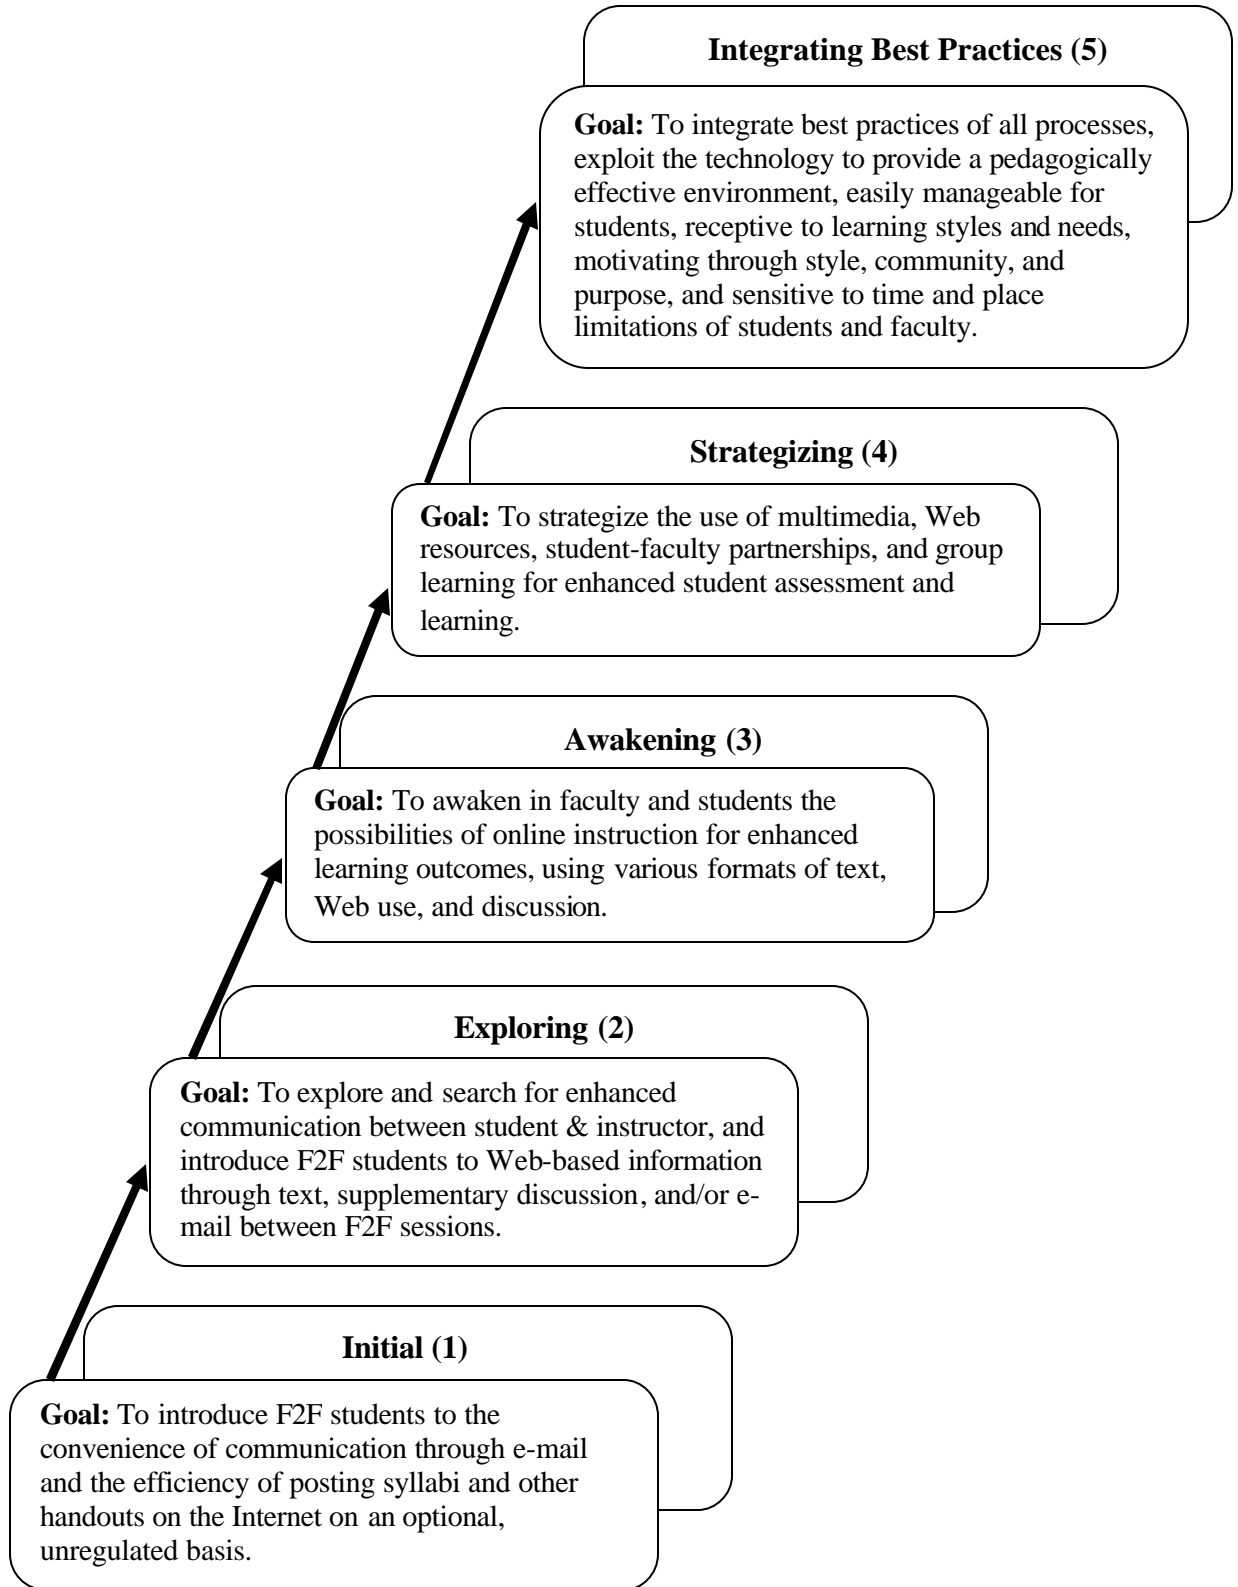 Integrating Best Practices (5)
Goal: To integrate best practices of all processes,
exploit the technology to provide a pedagogically
effective environment, easily manageable for
students, receptive to learning styles and needs,
motivating through style, community, and
purpose, and sensitive to time and place
limitations of students and faculty.
Strategizing (4)
Goal: To strategize the use of multimedia, Web
resources, student-faculty partnerships, and group
learning for enhanced student assessment and
learning.
Awakening (3)
Goal: To awaken in faculty and students the
possibilities of online instruction for enhanced
learning outcomes, using various formats of text,
Web use, and discussion.
Exploring (2)
Goal: To explore and search for enhanced
communication between student & instructor, and
introduce F2F students to Web-based information
through text, supplementary discussion, and/or e-
mail between F2F sessions.
Initial (1)
Goal: To introduce F2F students to the
convenience of communication through e-mail
and the efficiency of posting syllabi and other
handouts on the Internet on an optional,
unregulated basis.